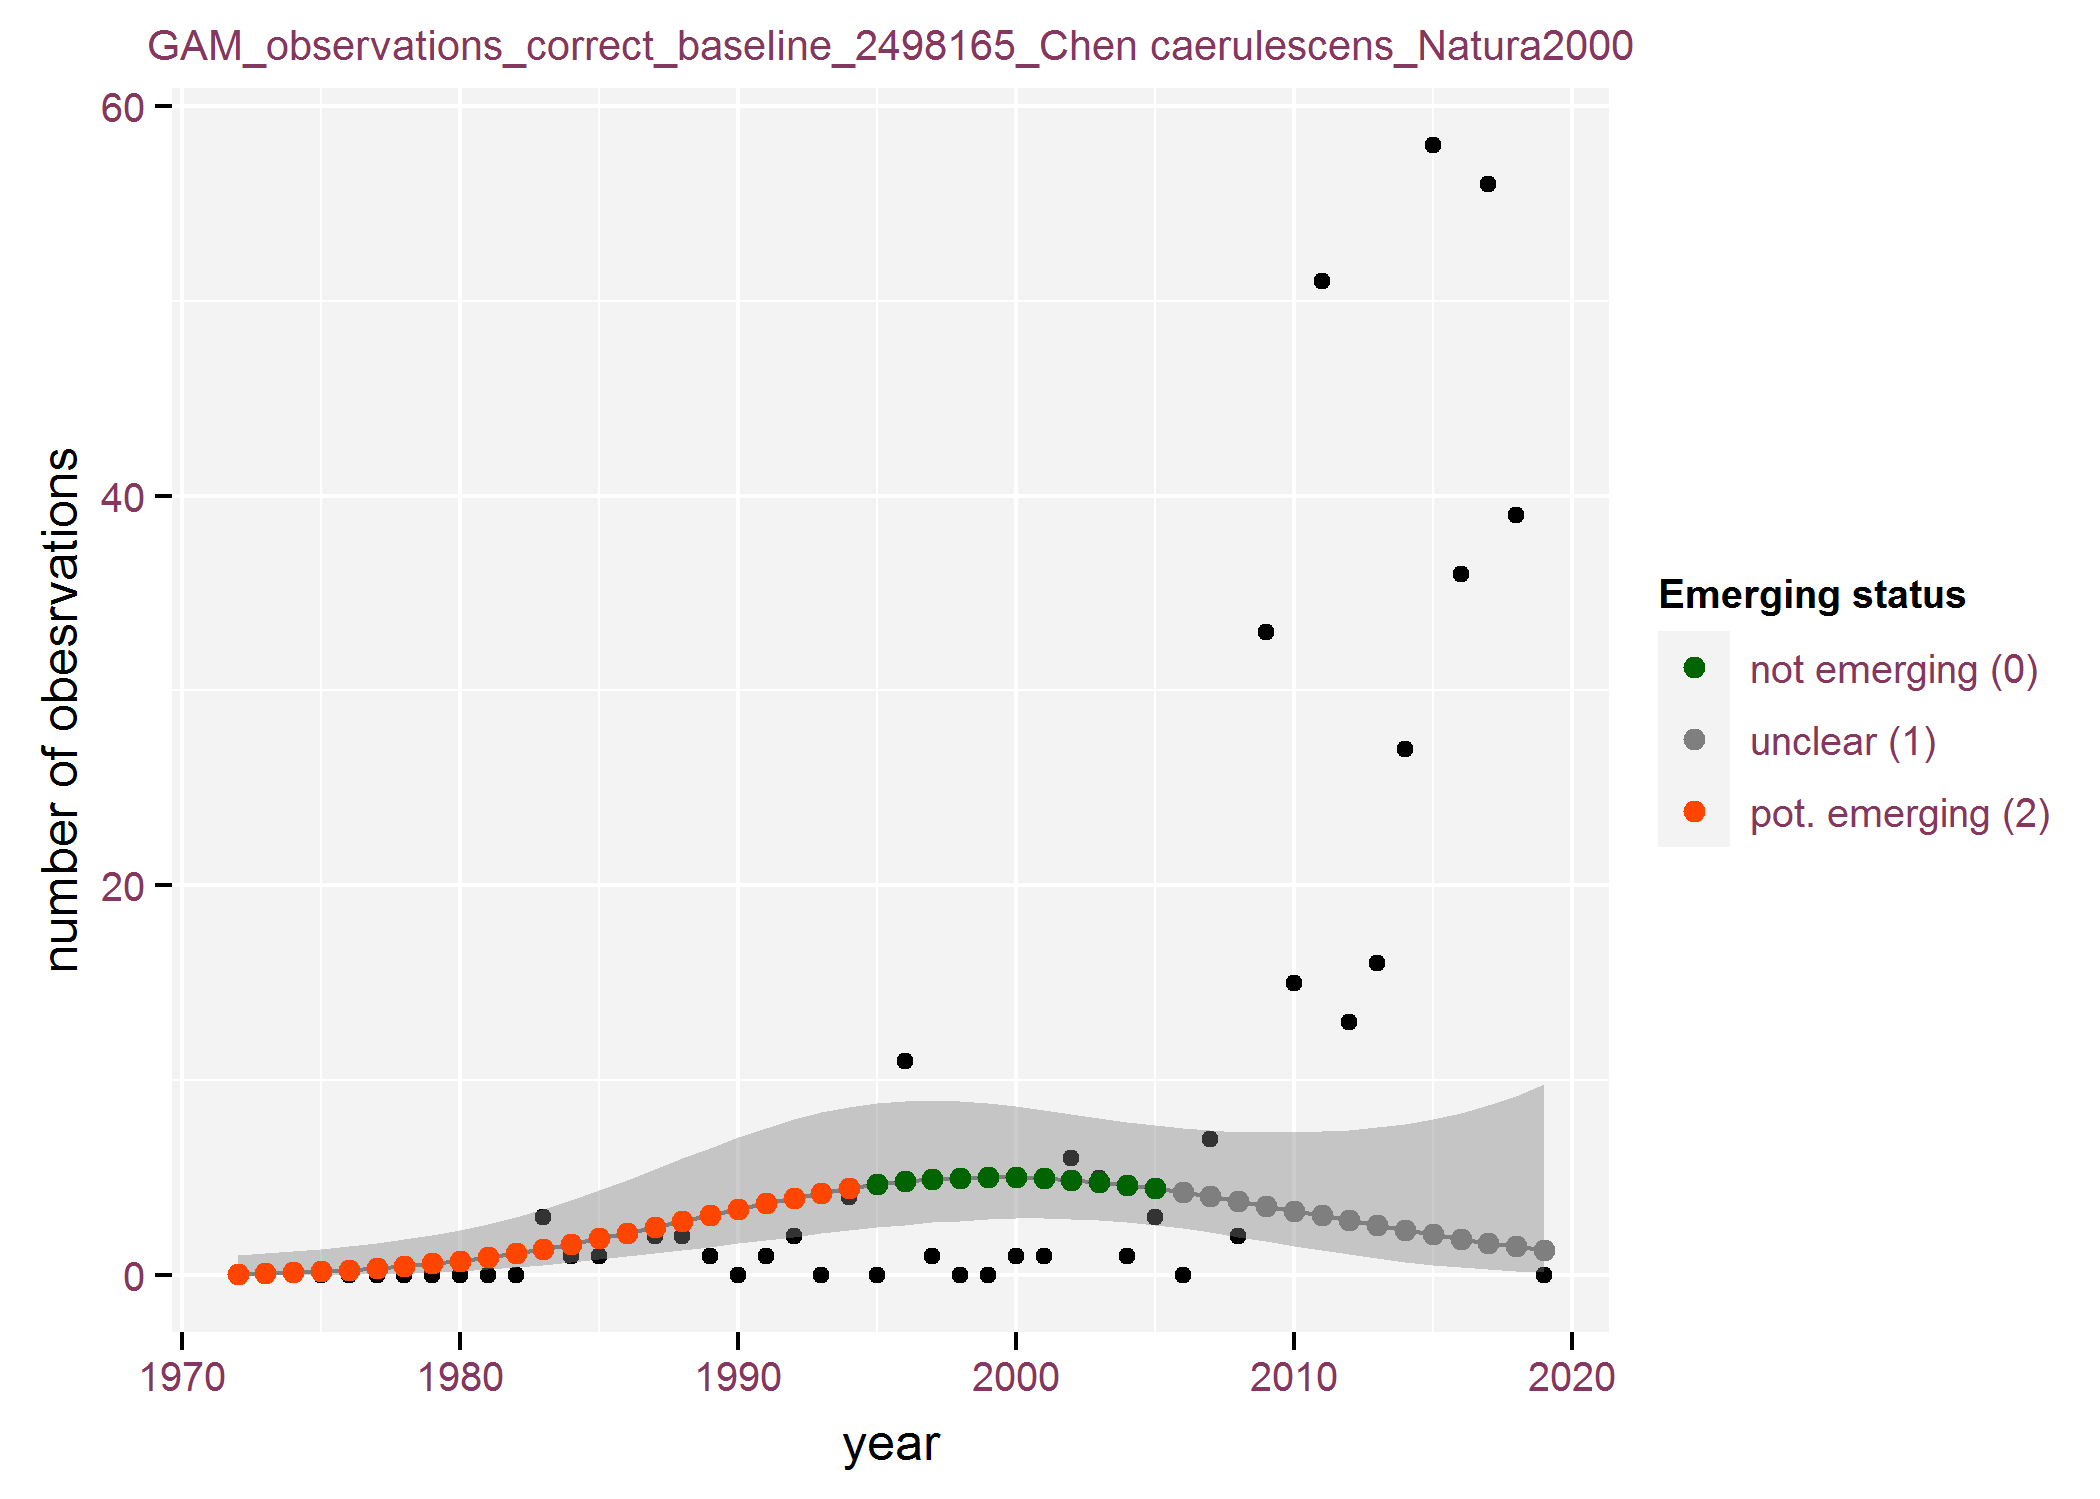 GAM_observations_correct_baseline_2498165_Chen caerulescens_Natura2000
60
40
20
0
number of obesrvations
1970 1980 1990 2000 2010 2020
year
Emerging status
not emerging (0)
unclear (1)
pot. emerging (2)